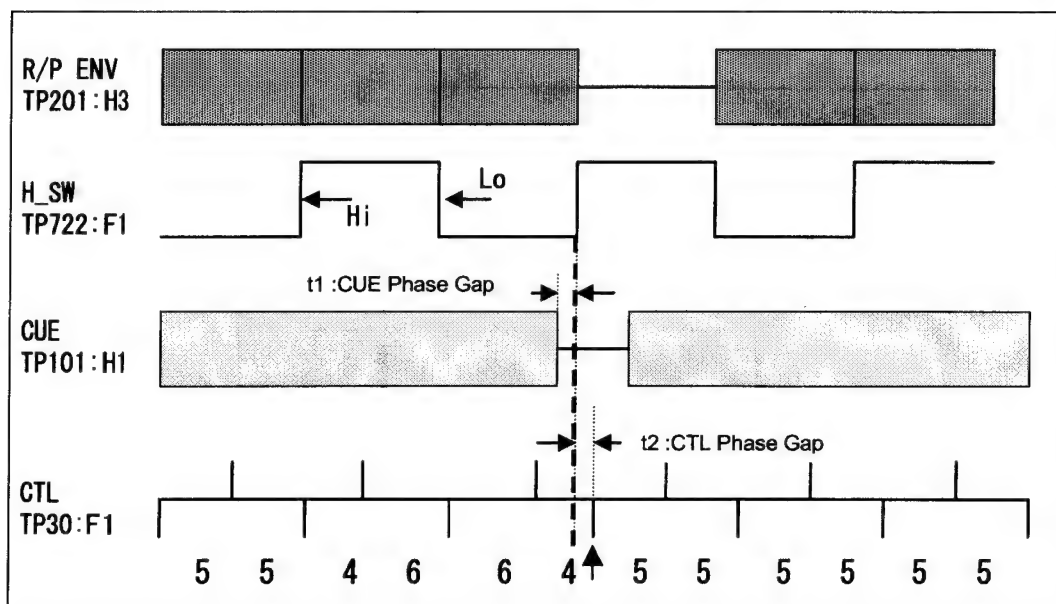 R/P ENV
TP201:H3
H_SW
TP722:F1
Hi
Lo
t1 :CUE Phase Gap
CUE
TP101:H1
t2 :CTL Phase Gap
CTL
TP30:F1
5 5 4 6 6 4 5 5 5 5 5 5